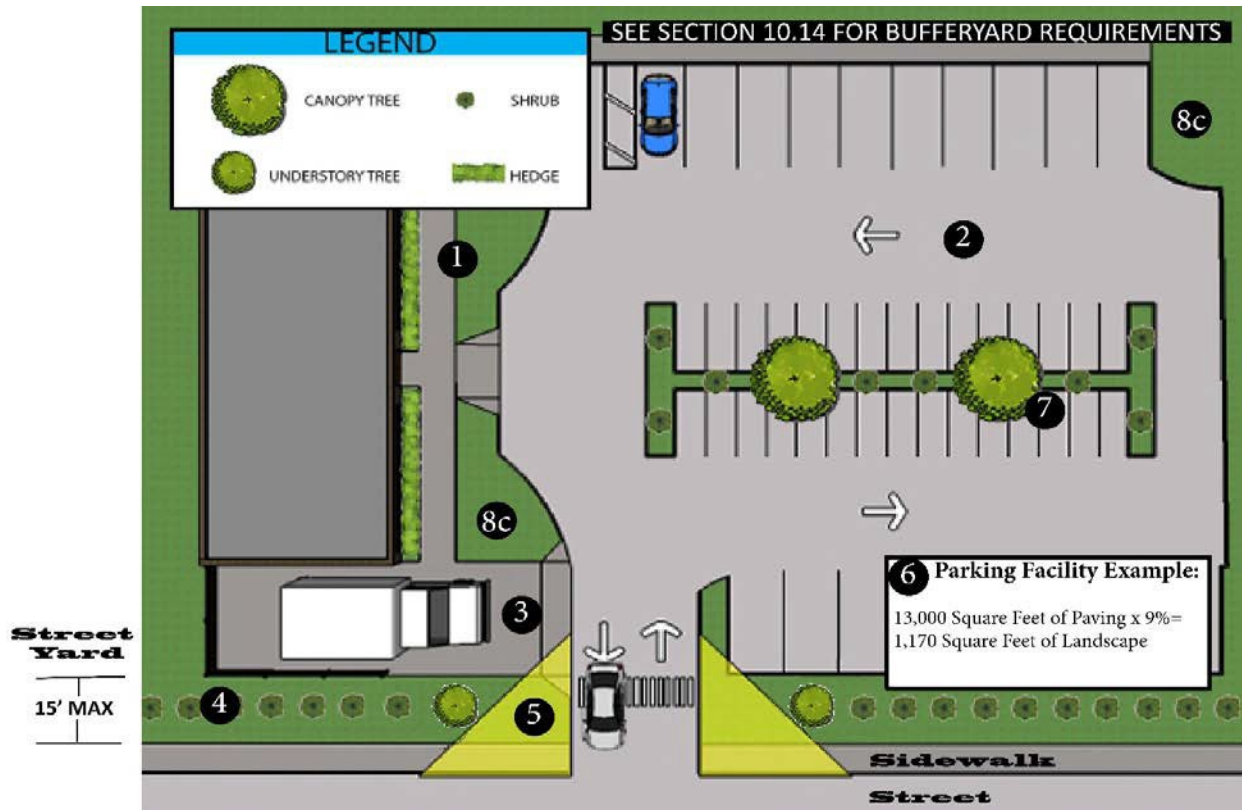 SEE SECTION 10.14 FOR BUFFERYARD REQUIREMENTS
LEGEND
CANOPY TREE
SHRUB
UNDERSTORY TREE
HEDGE
8c
1
2
7
8c
6 Parking Facility Example:
13,000 Square Feet of Paving x 9%=
1,170 Square Feet of Landscape
3
Street
Yard
15' MAX
4
5
Sidewalk
Street